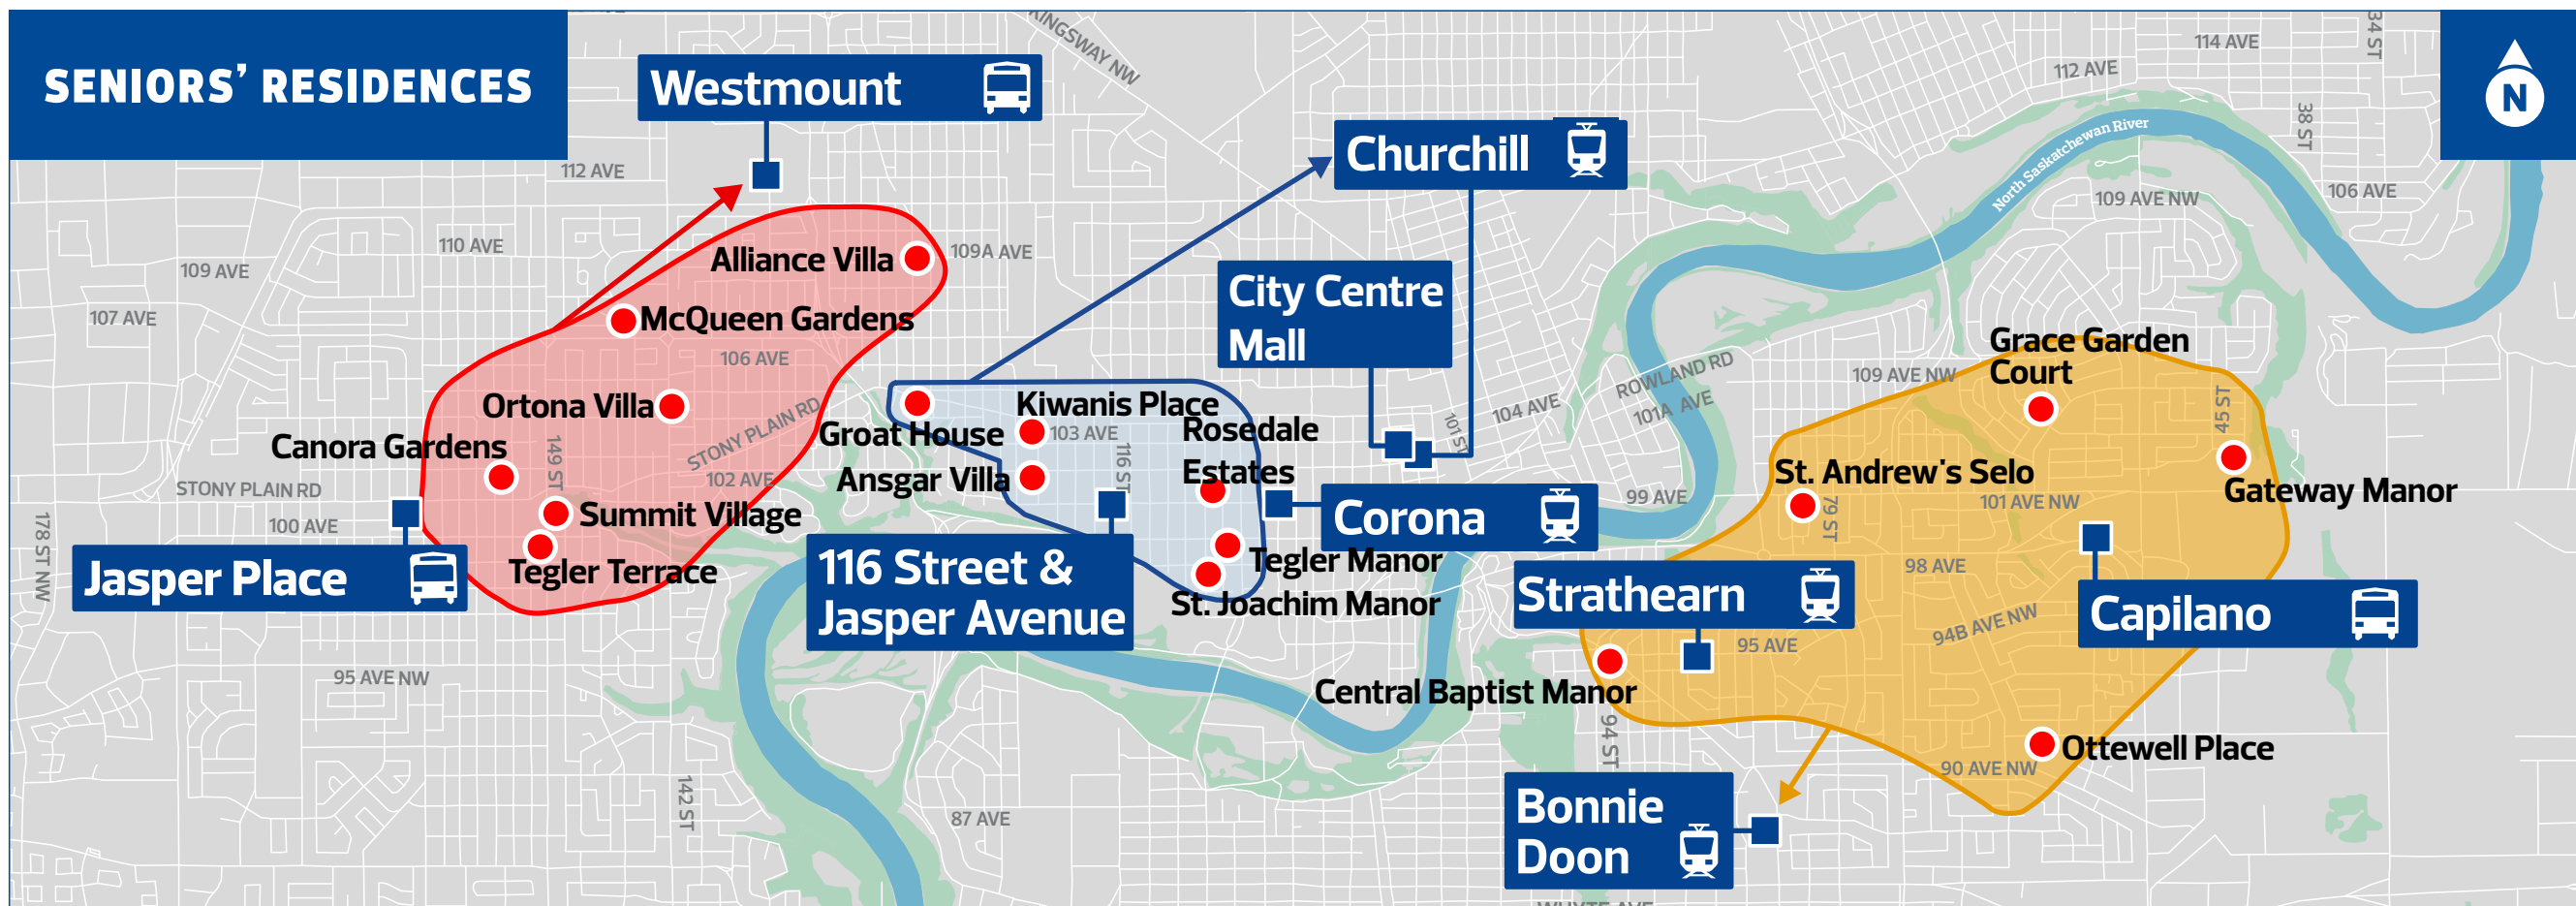 SENIORS' RESIDENCES
Westmount
KINGSWAY NW
114 AVE
34 ST
112 AVE
N
Churchill
North Saskatchewan River
38 ST
112 AVE
106 AVE
109 AVE NW
110 AVE
109A AVE
Alliance Villa
109 AVE
City Centre
Mall
107 AVE
McQueen Gardens
106 AVE
Grace Garden
Court
ROWLAND RD
109 AVE NW
101A AVE
104 AVE
101 ST
45 ST
Ortona Villa
Kiwanis Place
STONY PLAIN RD
Groat House
103 AVE
Rosedale
Estates
Canora Gardens
149 ST
116 ST
102 AVE
Ansgar Villa
St. Andrew's Selo
Gateway Manor
STONY PLAIN RD
99 AVE
101 AVE NW
79 ST
100 AVE
Summit Village
Corona
178 ST NW
Jasper Place
Tegler Terrace
116 Street &
Jasper Avenue
Tegler Manor
St. Joachim Manor
98 AVE
Strathearn
Capilano
94B AVE NW
95 AVE
95 AVE NW
Central Baptist Manor
94 ST
Ottewell Place
90 AVE NW
142 ST
87 AVE
Bonnie
Doon
WHYTE AVE